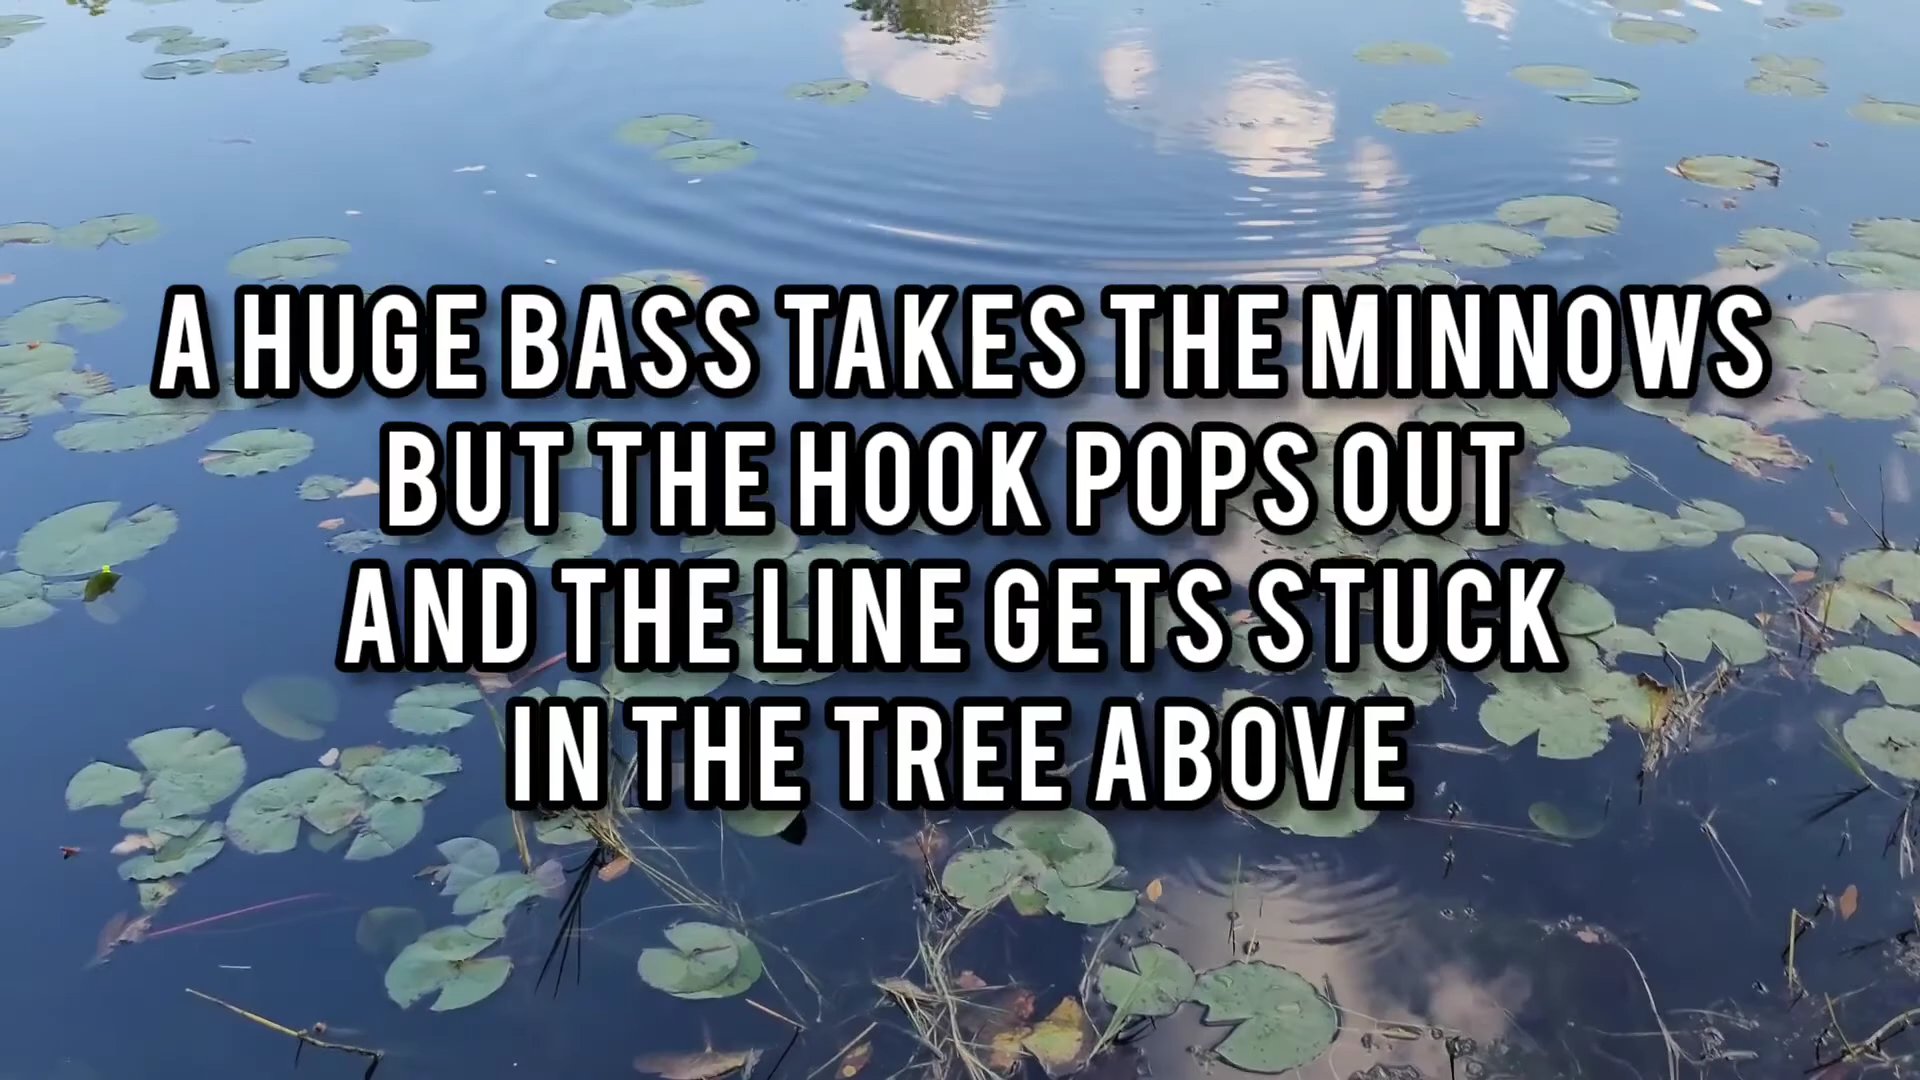 A HUGE BASS TAKES THE MINNOWS
BUT THE HOOK POPS OUT
AND THE LINE GETS STUCK
IN THE TREE ABOVE